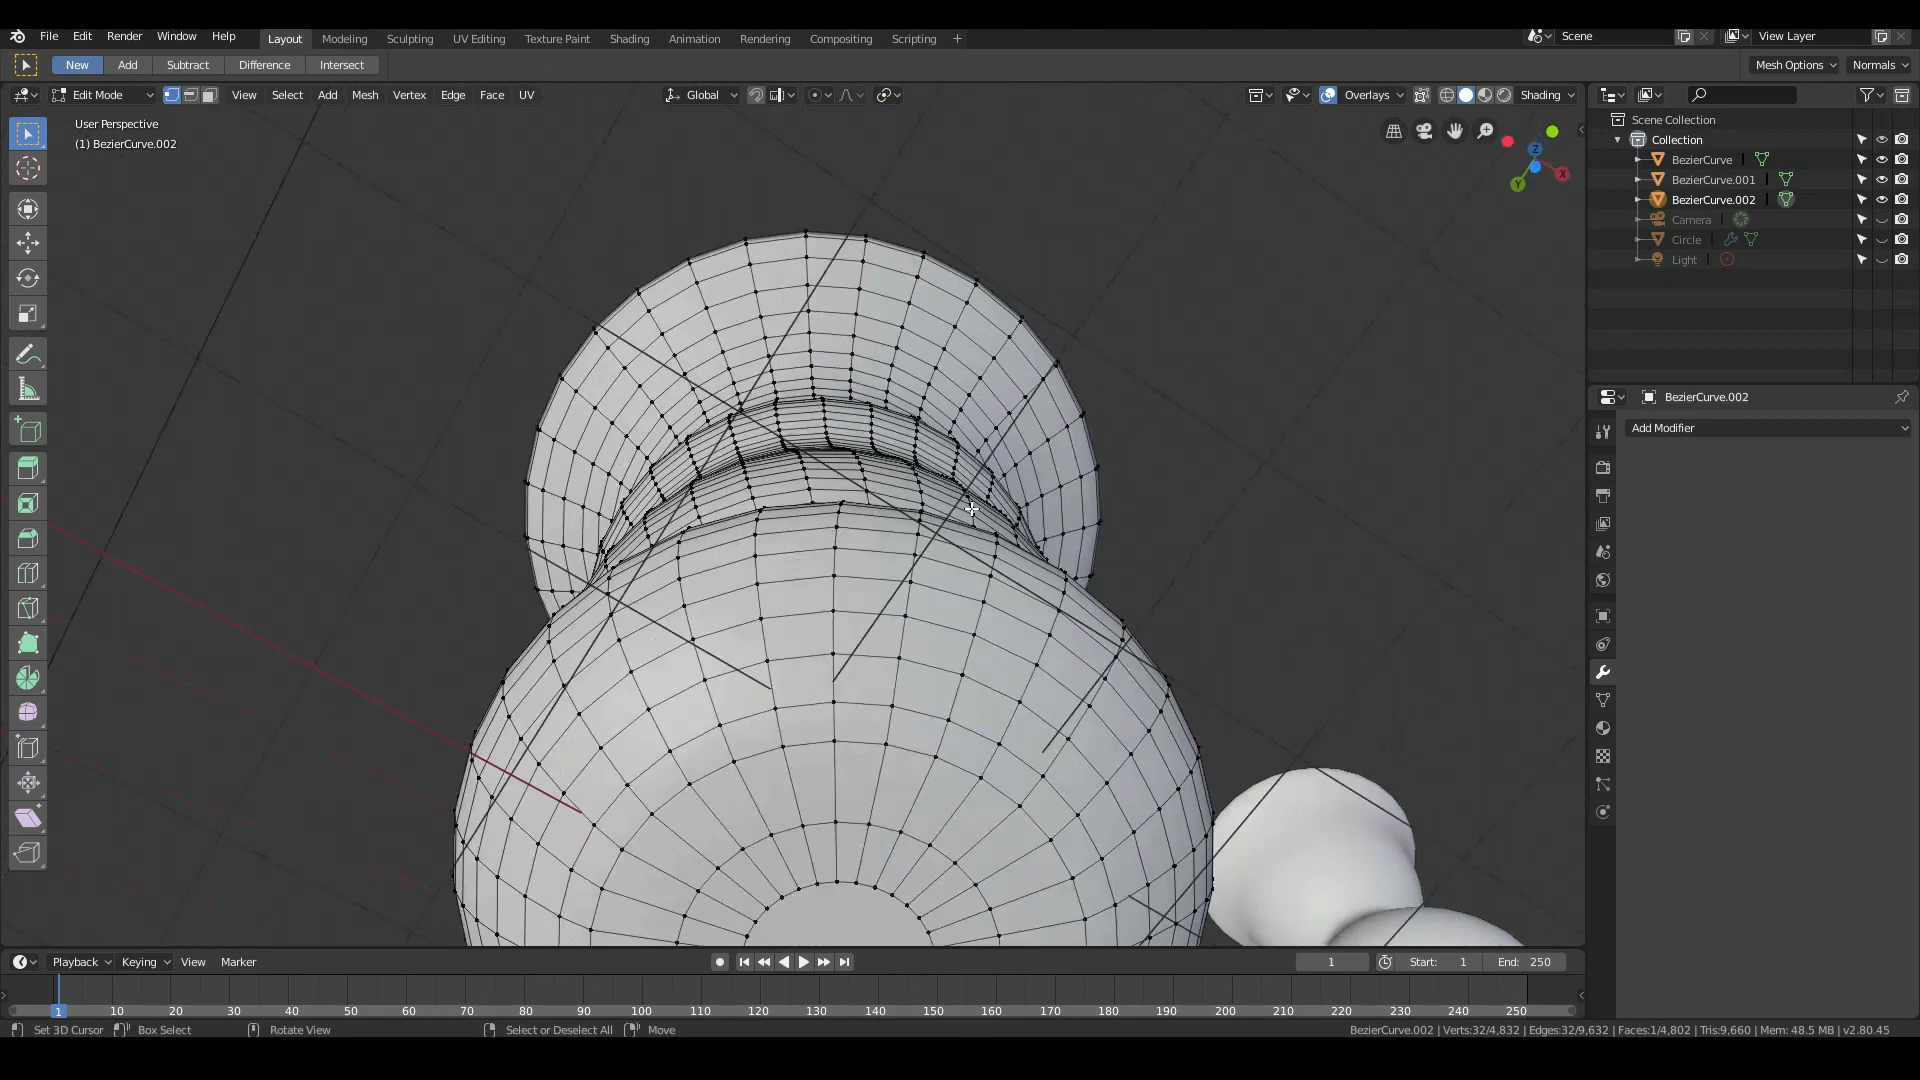 File Edit Render Window Help Layout Modeling Sculpting UV Editing Texture Paint Shading Animation Rendering Compositing Scripting + Scene View Layer
New Add Subtract Difference Intersect Mesh Options Normals
Edit Mode View Select Add Mesh Vertex Edge Face UV Global Overlays Shading
User Perspective
(1) BezierCurve.002
Z
X
Y
Scene Collection
Collection
BezierCurve
BezierCurve.001
BezierCurve.002
Camera
Circle
Light
BezierCurve.002
Add Modifier
Playback Keying View Marker 1 Start: 1 End: 250
1 10 20 30 40 50 60 70 80 90 100 110 120 130 140 150 160 170 180 190 200 210 220 230 240 250
Set 3D Cursor Box Select Rotate View Select or Deselect All Move BezierCurve.002 | Verts:32/4,832 | Edges:32/9,632 | Faces:1/4,802 | Tris:9,660 | Mem: 48.5 MB | v2.80.45